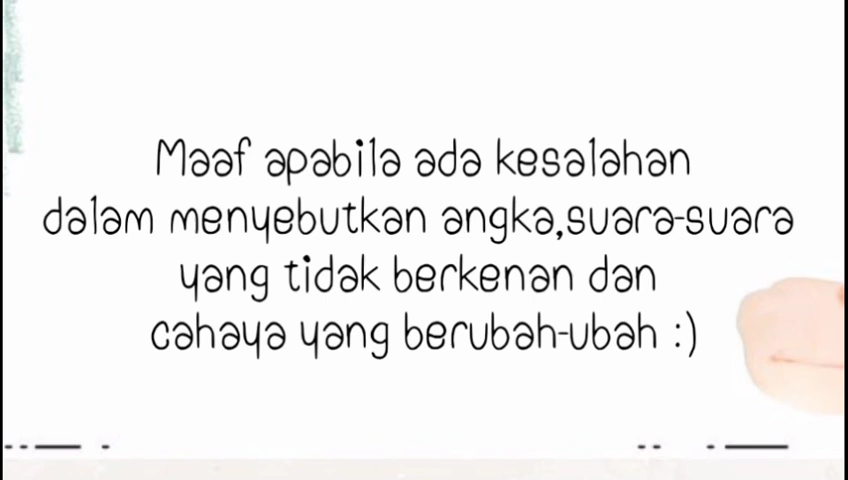 Maaf apabila ada kesalahan
dalam menyebutkan angka,suara-suara
yang tidak berkenan dan
cahaya yang berubah-ubah :)